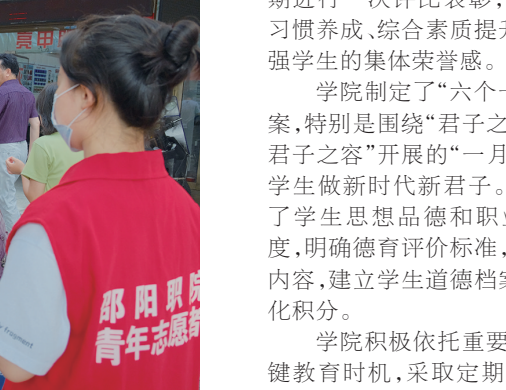 邵阳职院
青年志愿者
fragment
期进行一次评比表彰,
习惯养成、综合素质提升
强学生的集体荣誉感。
学院制定了“六个一
案,特别是围绕“君子之
君子之容”开展的“一月
学生做新时代新君子。
了学生思想品德和职业
度,明确德育评价标准,
内容,建立学生道德档案
化积分。
学院积极依托重要
键教育时机,采取定期